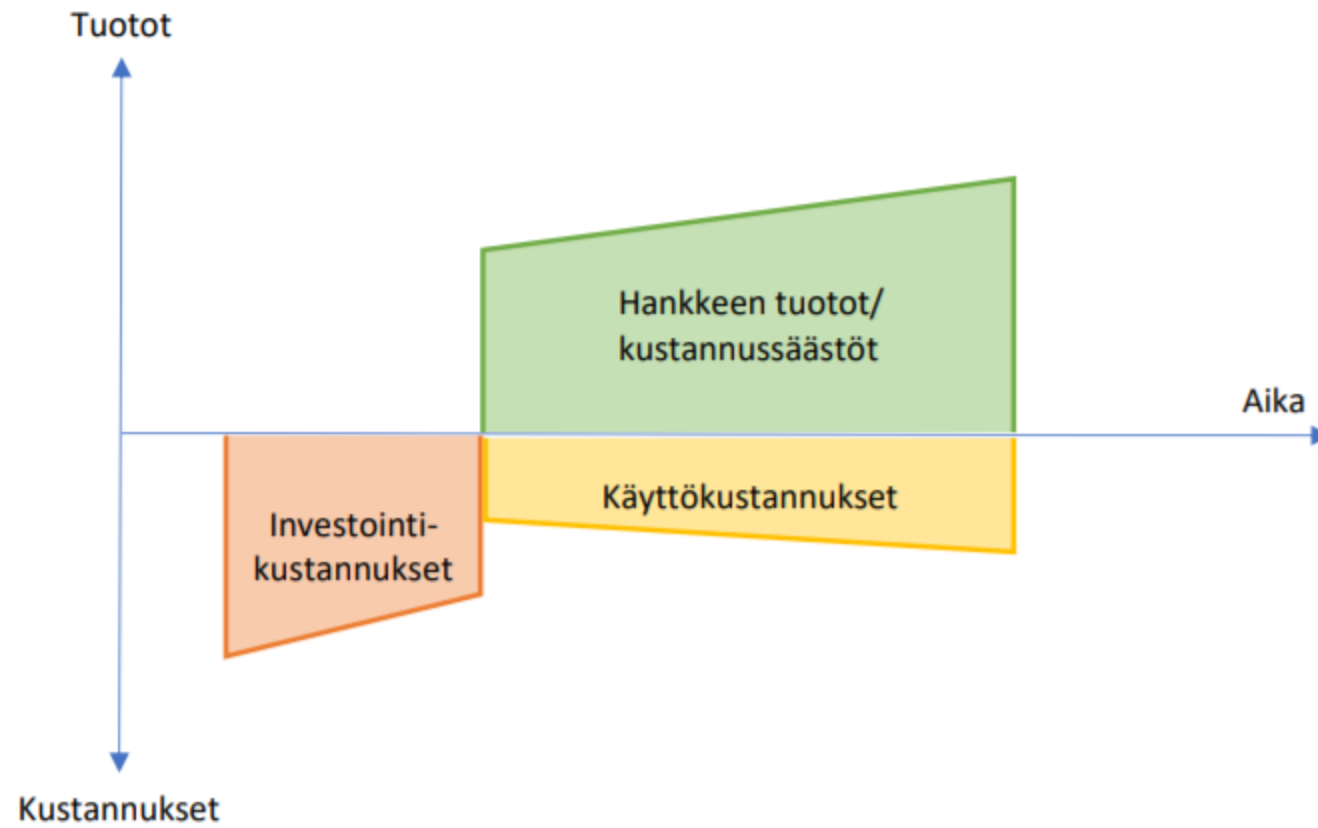 Tuotot
Hankkeen tuotot/
kustannussäästöt
Aika
Käyttökustannukset
Investointi-
kustannukset
Kustannukset